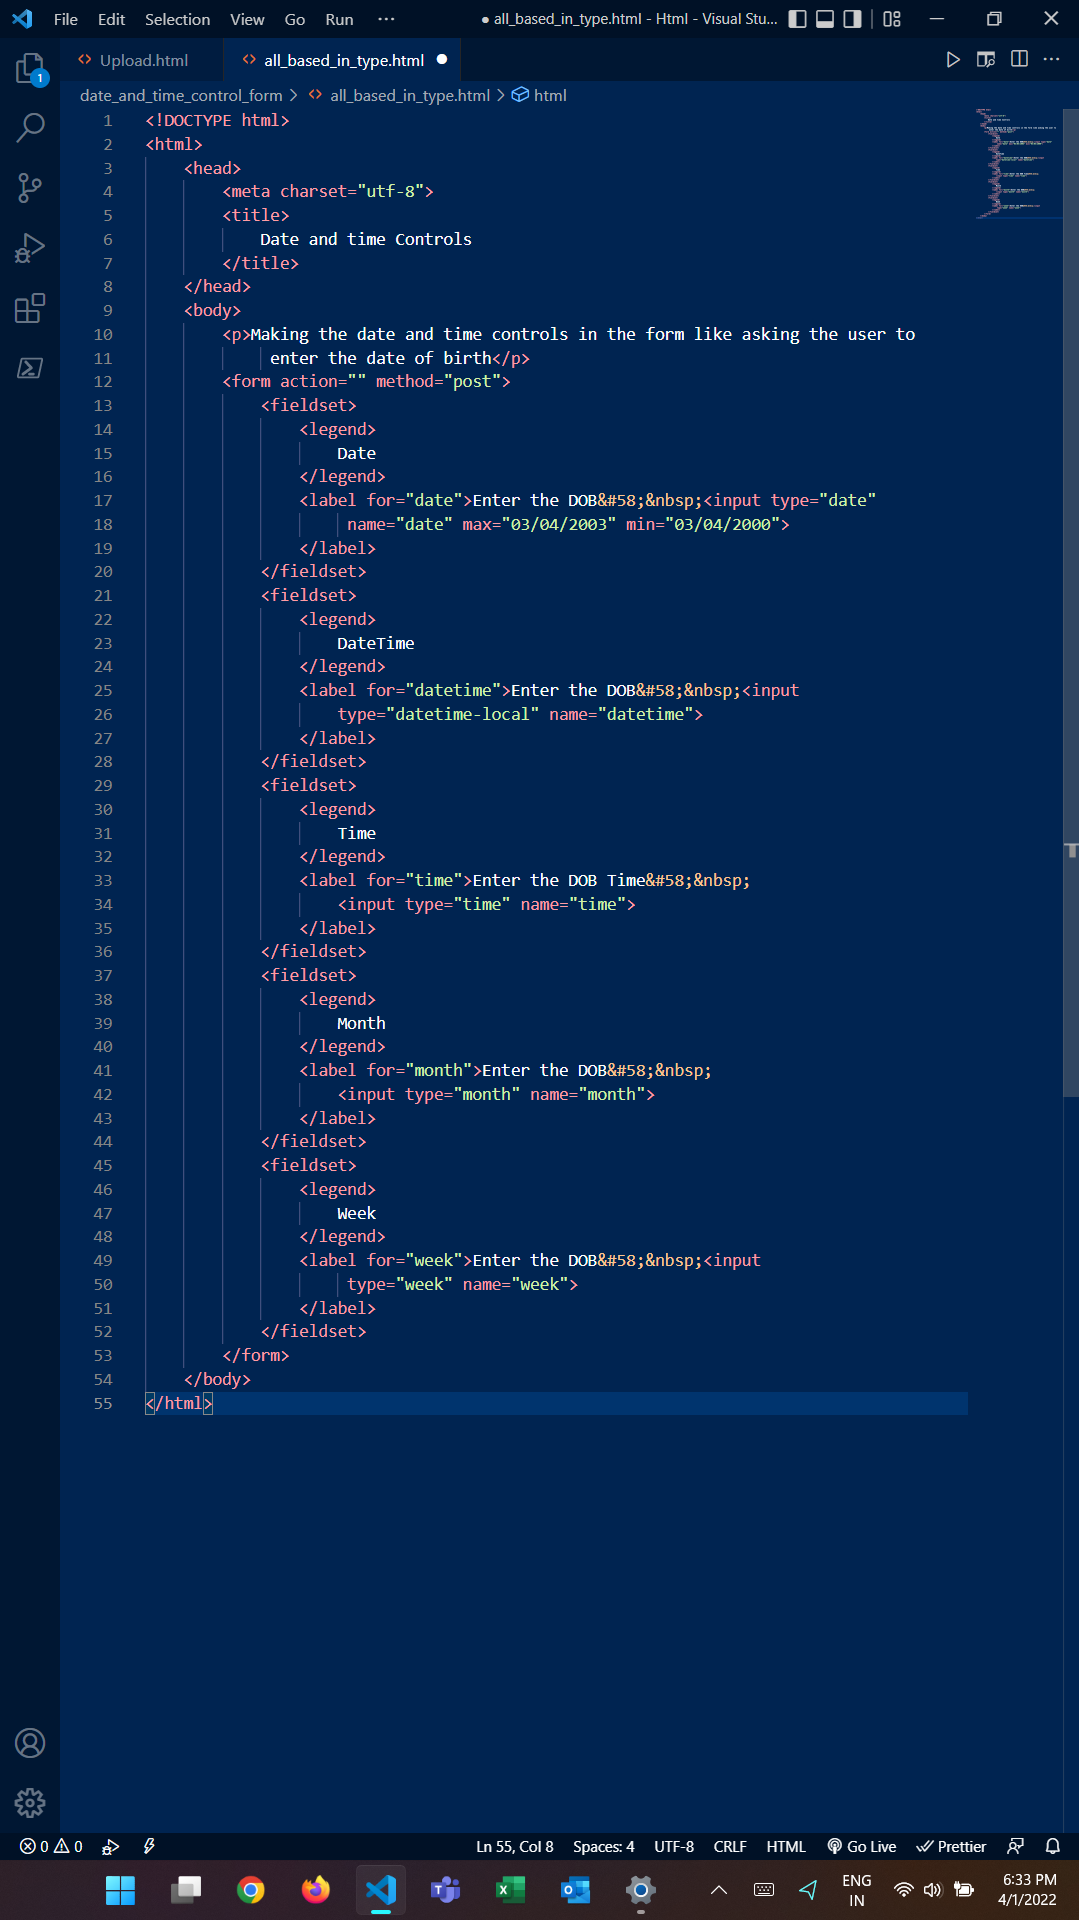 File Edit Selection View Go Run ··· ● all_based_in_type.html - Html - Visual Stu...
Upload.html all_based_in_type.html ●
date_and_time_control_form > all_based_in_type.html > html
1 <!DOCTYPE html>
2 <html>
3 <head>
4 <meta charset="utf-8">
5 <title>
6 Date and time Controls
7 </title>
8 </head>
9 <body>
10 <p>Making the date and time controls in the form like asking the user to
11 enter the date of birth</p>
12 <form action="" method="post">
13 <fieldset>
14 <legend>
15 Date
16 </legend>
17 <label for="date">Enter the DOB&#58;&nbsp;<input type="date"
18 name="date" max="03/04/2003" min="03/04/2000">
19 </label>
20 </fieldset>
21 <fieldset>
22 <legend>
23 DateTime
24 </legend>
25 <label for="datetime">Enter the DOB&#58;&nbsp;<input
26 type="datetime-local" name="datetime">
27 </label>
28 </fieldset>
29 <fieldset>
30 <legend>
31 Time
32 </legend>
33 <label for="time">Enter the DOB Time&#58;&nbsp;
34 <input type="time" name="time">
35 </label>
36 </fieldset>
37 <fieldset>
38 <legend>
39 Month
40 </legend>
41 <label for="month">Enter the DOB&#58;&nbsp;
42 <input type="month" name="month">
43 </label>
44 </fieldset>
45 <fieldset>
46 <legend>
47 Week
48 </legend>
49 <label for="week">Enter the DOB&#58;&nbsp;<input
50 type="week" name="week">
51 </label>
52 </fieldset>
53 </form>
54 </body>
55 </html>
1
0 0 Ln 55, Col 8 Spaces: 4 UTF-8 CRLF HTML Go Live Prettier
ENG 6:33 PM
IN 4/1/2022